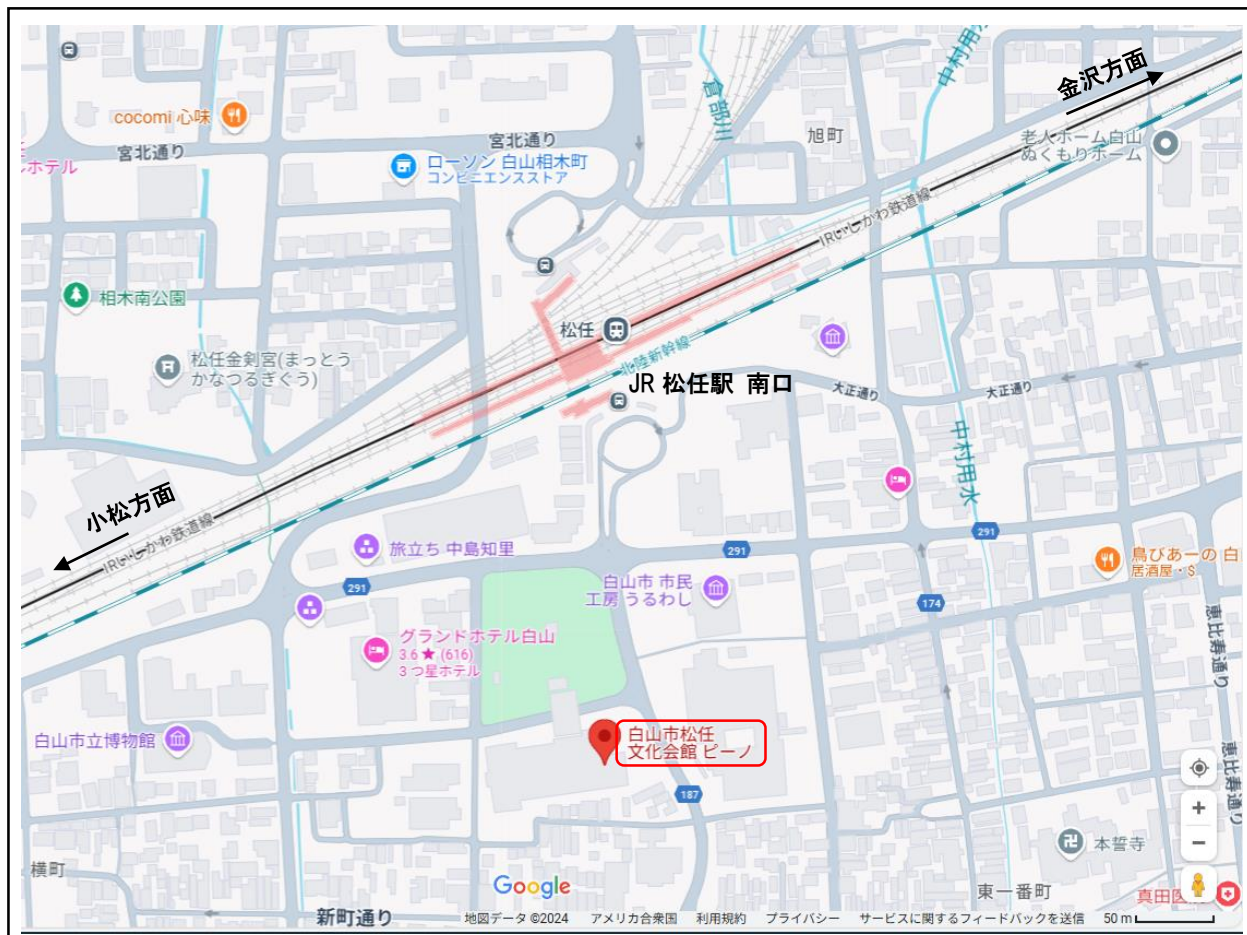 金沢方面
cocomi 心味
宮北通り
ホテル
ローソン 白山相木町
コンビニエンスストア
宮北通り
倉部川
中村用水
旭町
老人ホーム白山
ぬくもりホーム
IRいしかわ鉄道線
相木南公園
松任
北陸新幹線
松任金剣宮(まっとう
かなつるぎぐう)
JR 松任駅 南口
大正通り
大正通り
中村用水
小松方面
IRいしかわ鉄道線
旅立ち 中島知里
291
291
291
鳥びあーの 白
居酒屋・$
白山市 市民
工房 うるわし
174
恵比寿通り
グランドホテル白山
3.6 ★ (616)
3 つ星ホテル
白山市立博物館
白山市松任
文化会館 ピーノ
187
恵比寿通り
本誓寺
横町
東一番町
真田医
新町通り
Google
地図データ ©2024 アメリカ合衆国 利用規約 プライバシー サービスに関するフィードバックを送信 50 m